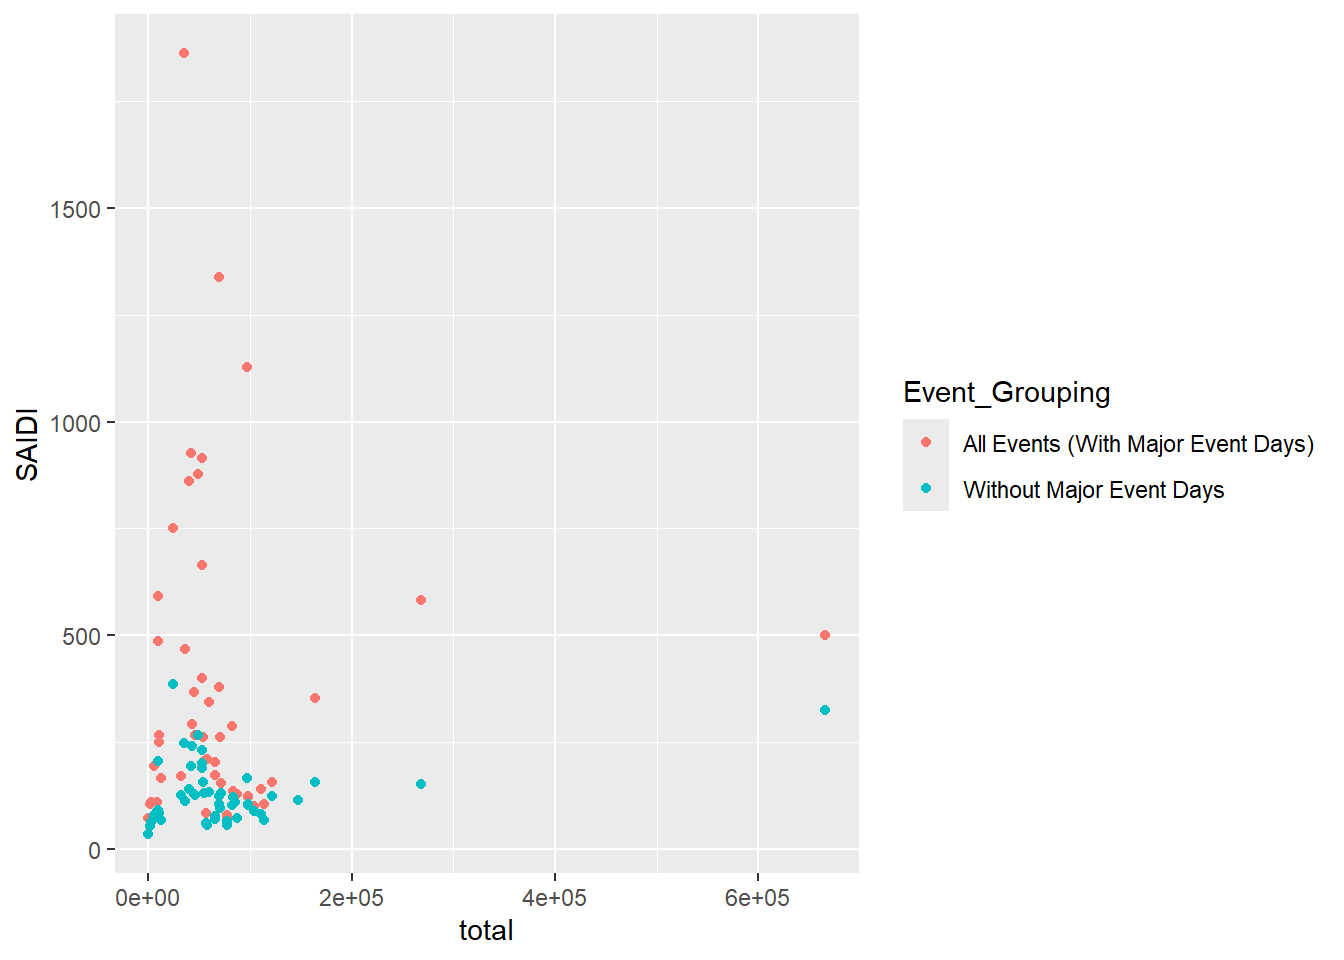 1500
1000
500
0
SAIDI
0e+00 2e+05 4e+05 6e+05
total
Event_Grouping
All Events (With Major Event Days)
Without Major Event Days